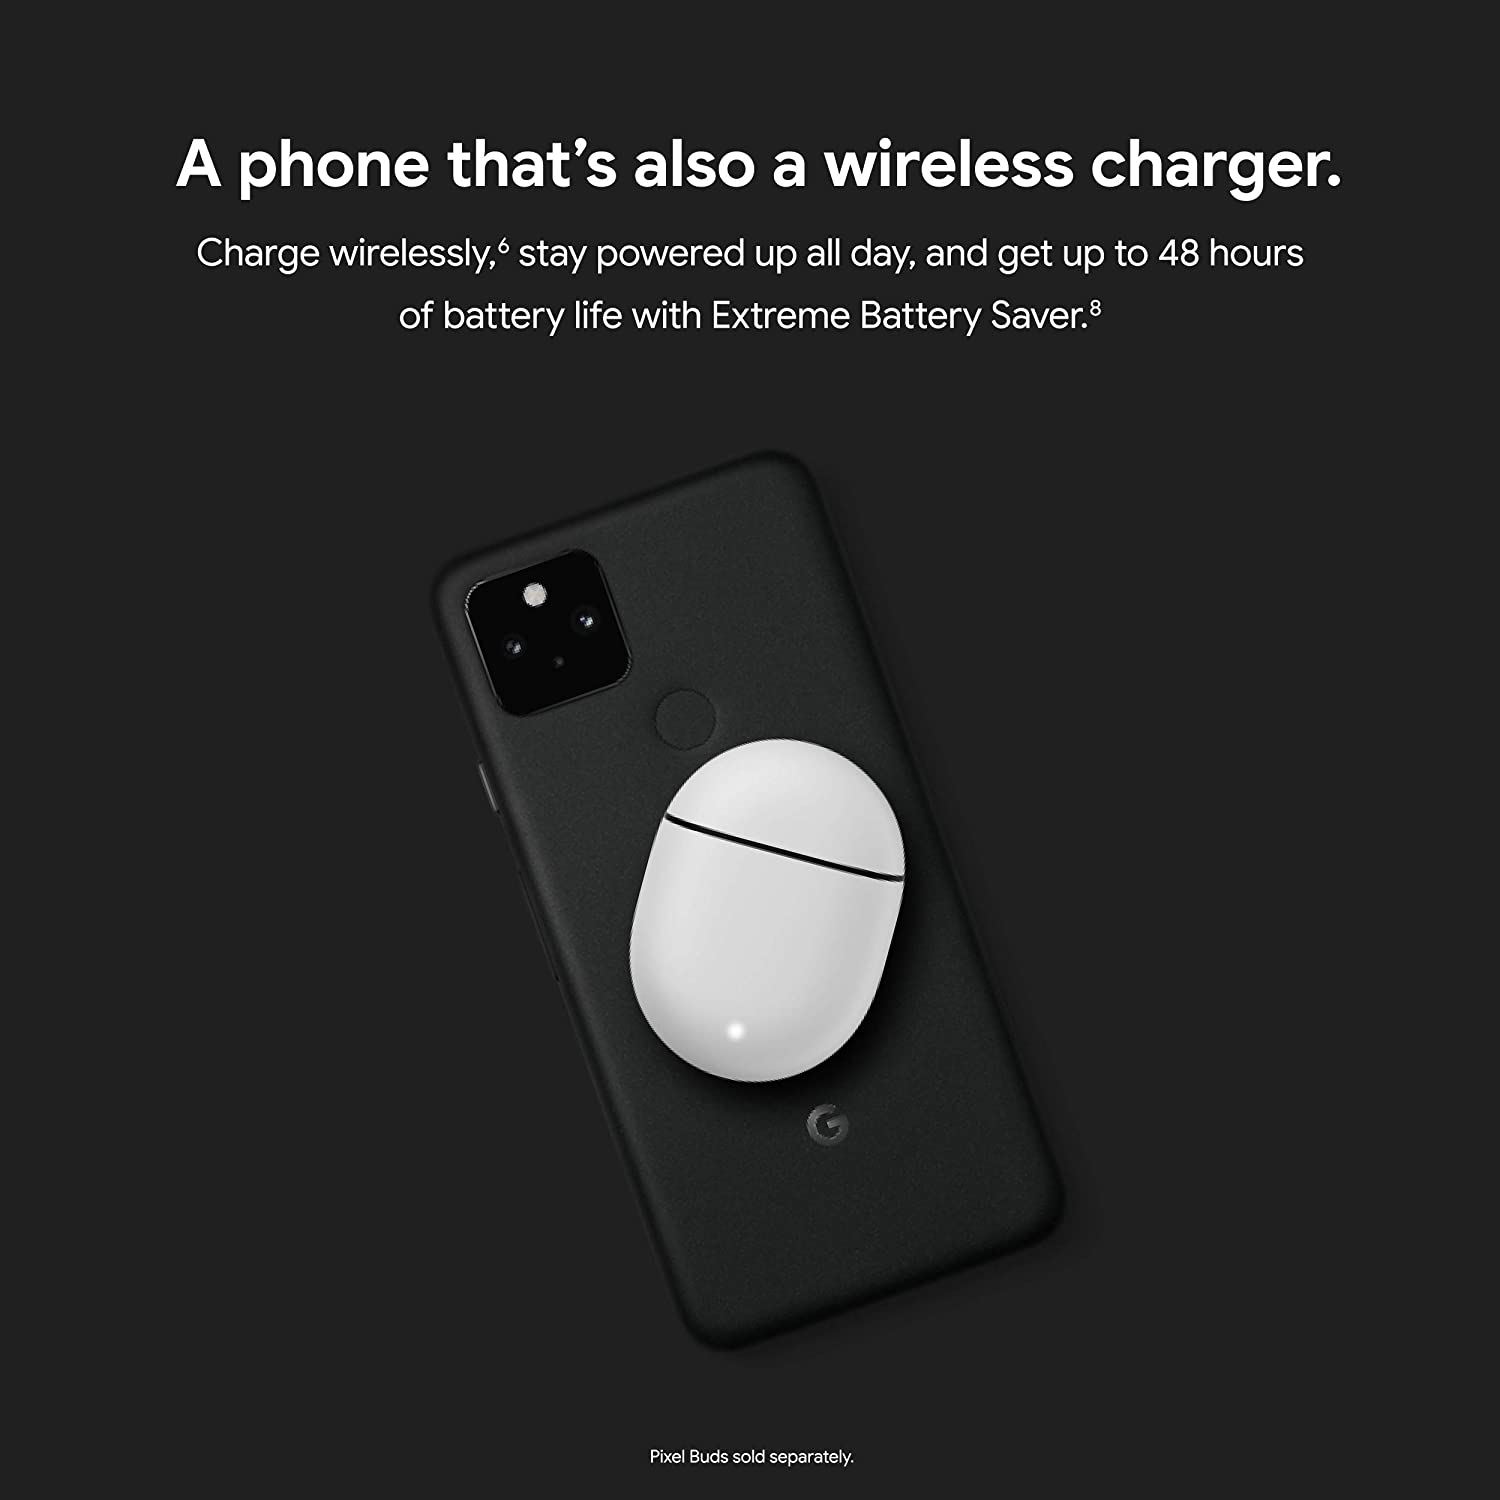 A phone that’s also a wireless charger.
Charge wirelessly,⁶ stay powered up all day, and get up to 48 hours
of battery life with Extreme Battery Saver.⁸
G
Pixel Buds sold separately.